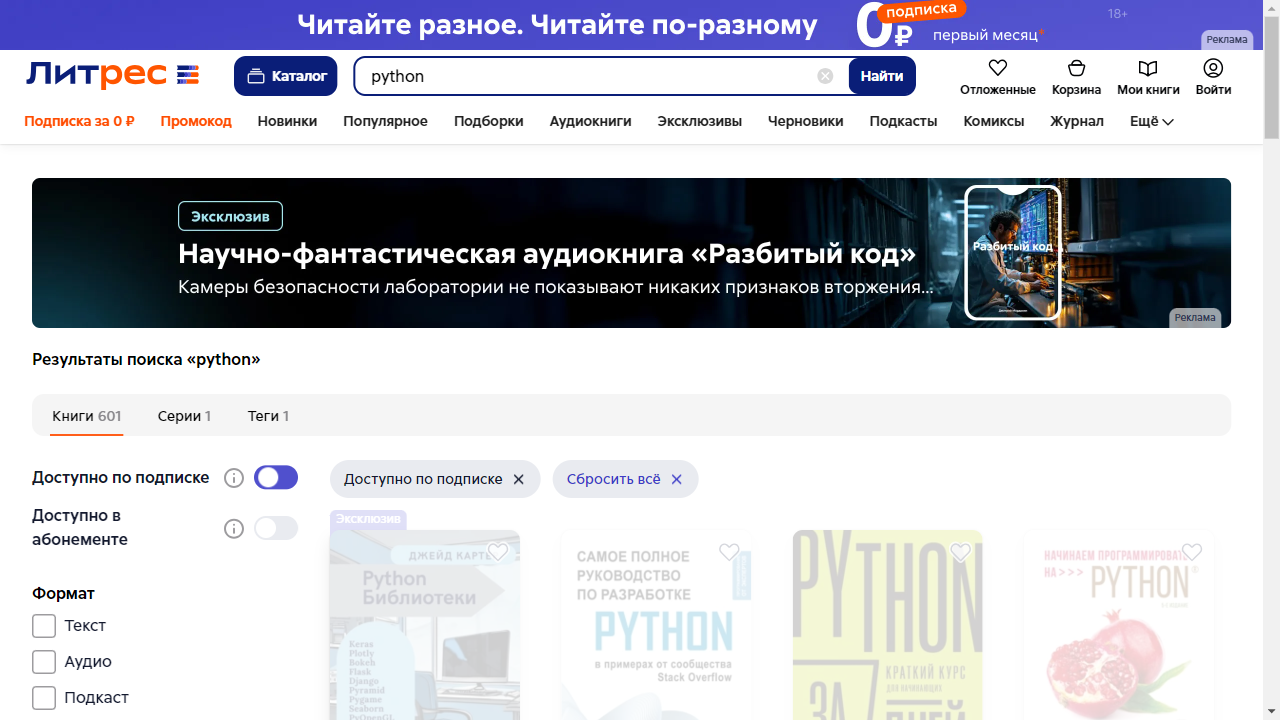 Читайте разное. Читайте по-разному
0₽
подписка
первый месяц*
18+
Реклама
Литрес
Каталог
python
Найти
Отложенные
Корзина
Мои книги
Войти
Подписка за 0 ₽
Промокод
Новинки
Популярное
Подборки
Аудиокниги
Эксклюзивы
Черновики
Подкасты
Комиксы
Журнал
Ещё
Эксклюзив
Научно-фантастическая аудиокнига «Разбитый код»
Камеры безопасности лаборатории не показывают никаких признаков вторжения...
Разбитый код
Реклама
Результаты поиска «python»
Книги 601
Серии 1
Теги 1
Доступно по подписке
Доступно в
абонементе
Формат
Текст
Аудио
Подкаст
Доступно по подписке
Сбросить всё
Эксклюзив
ДЖЕЙД КАРТЕ
Python
Библиотеки
Keras
Plotly
Bokeh
Flask
Django
Pyramid
Pygame
Seaborn
PyOpenGL
САМОЕ ПОЛНОЕ
РУКОВОДСТВО
ПО РАЗРАБОТКЕ
PYTHON
в примерах от сообщества
Stack Overflow
PYTHON
КРАТКИЙ КУРС
ДЛЯ НАЧИНАЮЩИХ
ЗА
7
ДНЕЙ
НАЧИНАЕМ ПРОГРАММИРОВАТЬ
НА>>>
PYTHON